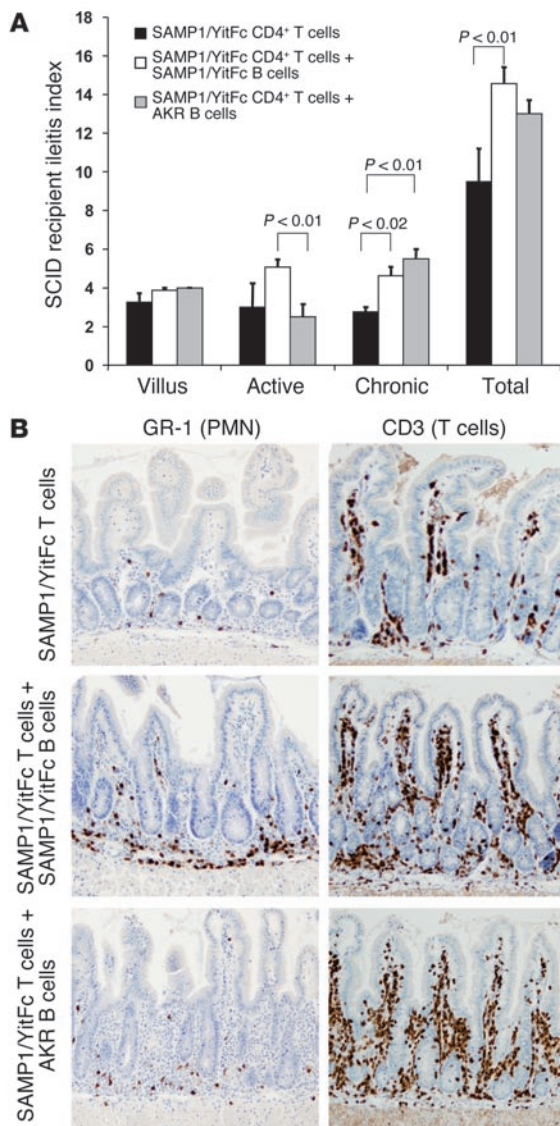 A
SAMP1/YitFc CD4⁺ T cells
SAMP1/YitFc CD4⁺ T cells +
SAMP1/YitFc B cells
SAMP1/YitFc CD4⁺ T cells +
AKR B cells
SCID recipient ileitis index
18
16
14
12
10
8
6
4
2
0
P < 0.01
P < 0.02
P < 0.01
P < 0.01
Villus
Active
Chronic
Total
B
GR-1 (PMN)
CD3 (T cells)
SAMP1/YitFc T cells
SAMP1/YitFc T cells +
SAMP1/YitFc B cells
SAMP1/YitFc T cells +
AKR B cells